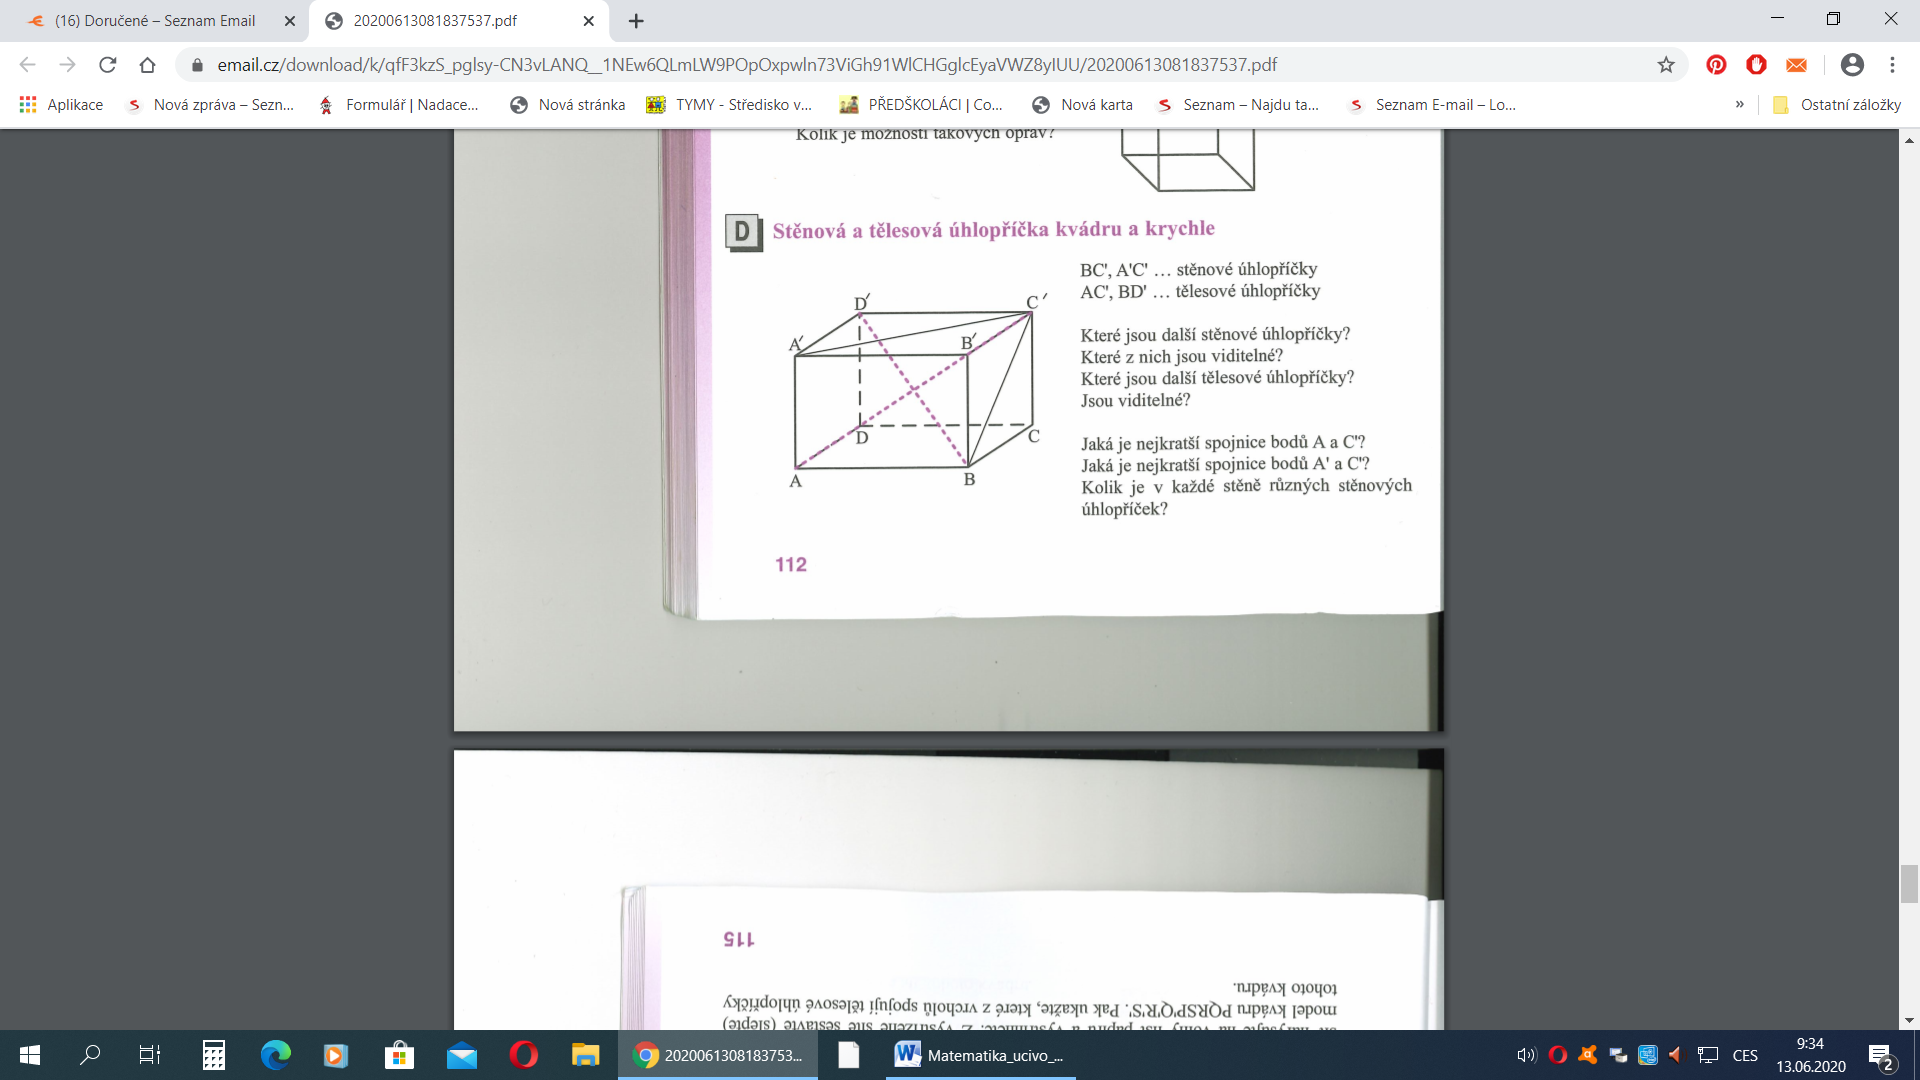 (16) Doručené – Seznam Email
20200613081837537.pdf
email.cz/download/k/qfF3kzS_pglsy-CN3vLANQ__1NEw6QLmLW9POpOxpwln73ViGh91WlCHGglcEyaVWZ8yIUU/20200613081837537.pdf
Aplikace
Nová zpráva – Sezn...
Formulář | Nadace...
Nová stránka
TYMY - Středisko v...
PŘEDŠKOLÁCI | Co...
Nová karta
Seznam – Najdu ta...
Seznam E-mail – Lo...
»
Ostatní záložky
Kolik je možností takových oprav?
D Stěnová a tělesová úhlopříčka kvádru a krychle
BC', A'C' … stěnové úhlopříčky
AC', BD' … tělesové úhlopříčky
Které jsou další stěnové úhlopříčky?
Které z nich jsou viditelné?
Které jsou další tělesové úhlopříčky?
Jsou viditelné?
Jaká je nejkratší spojnice bodů A a C'?
Jaká je nejkratší spojnice bodů A' a C'?
Kolik je v každé stěně různých stěnových
úhlopříček?
D′
C′
A′
B′
D
C
A
B
112
115
tohoto kvádru.
model kvádru PQRSP'Q'R'S'. Pak ukažte, které z vrcholů spojují tělesové úhlopříčky
2020061308183753...
Matematika_ucivo_...
CES
9:34
13.06.2020
2